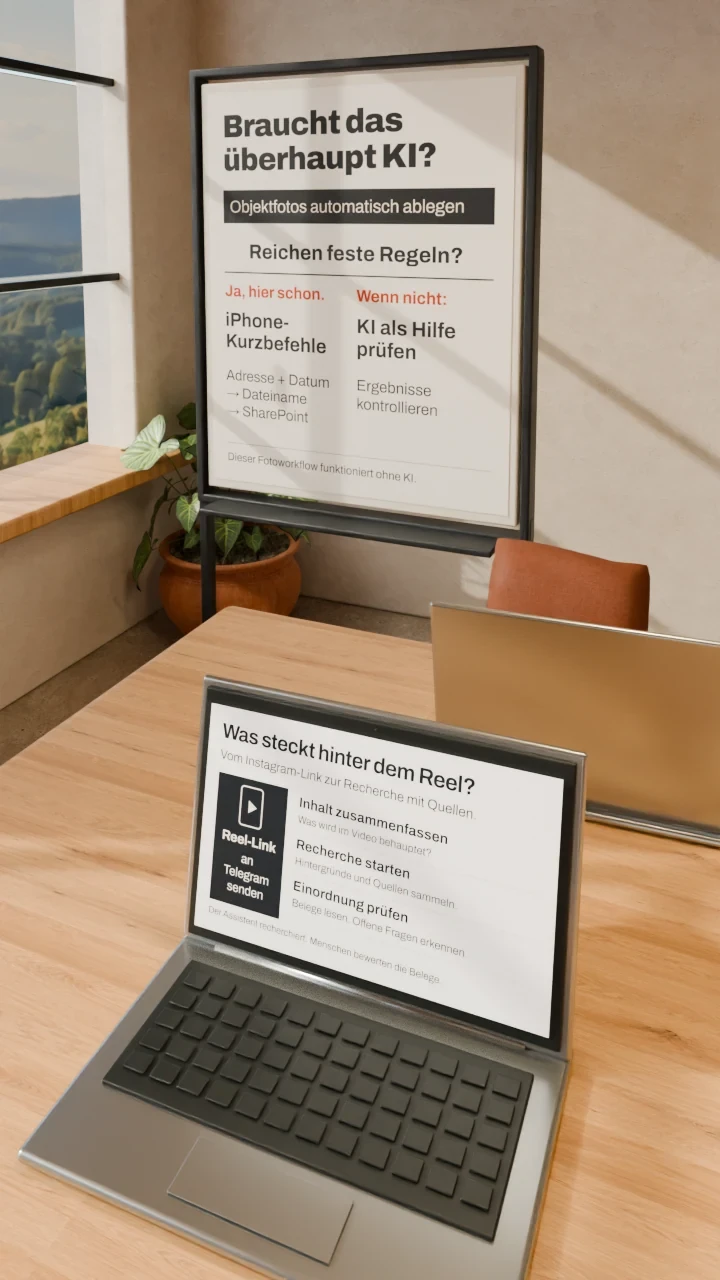 Braucht das
überhaupt KI?
Objektfotos automatisch ablegen
Reichen feste Regeln?
Ja, hier schon.
iPhone-
Kurzbefehle
Adresse + Datum
→ Dateiname
→ SharePoint
Wenn nicht:
KI als Hilfe
prüfen
Ergebnisse
kontrollieren
Dieser Fotoworkflow funktioniert ohne KI.
Was steckt hinter dem Reel?
Vom Instagram-Link zur Recherche mit Quellen.
Reel-Link
an
Telegram
senden
Inhalt zusammenfassen
Was wird im Video behauptet?
Recherche starten
Hintergründe und Quellen sammeln.
Einordnung prüfen
Belege lesen. Offene Fragen erkennen
Der Assistent recherchiert. Menschen bewerten die Belege.